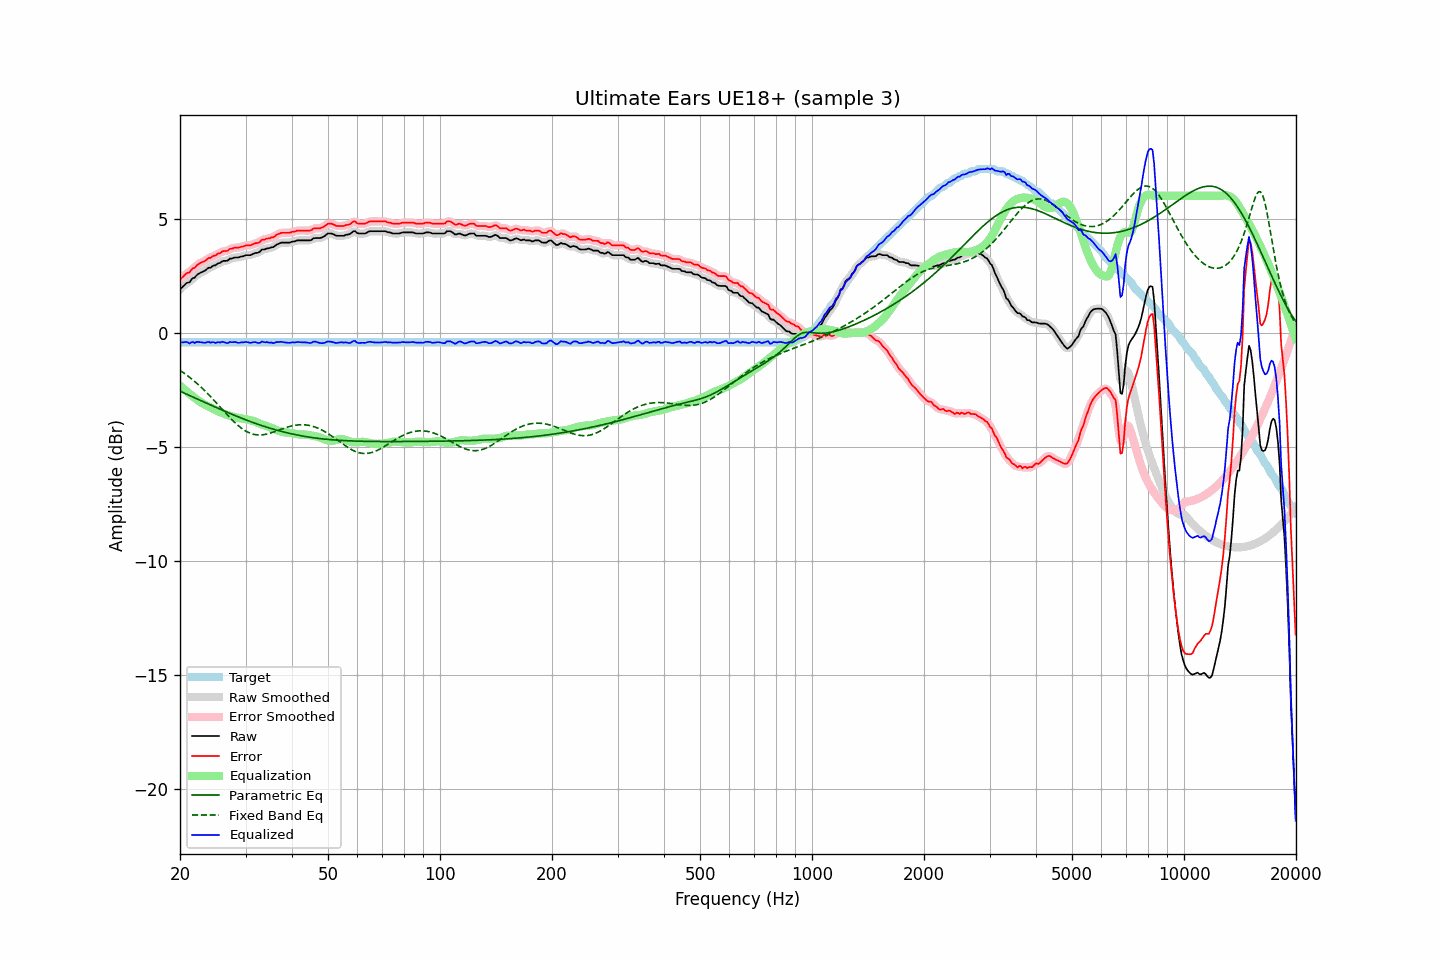 Ultimate Ears UE18+ (sample 3)
Amplitude (dBr)
5
0
−5
−10
−15
−20
Target
Raw Smoothed
Error Smoothed
Raw
Error
Equalization
Parametric Eq
Fixed Band Eq
Equalized
20 50 100 200 500 1000 2000 5000 10000 20000
Frequency (Hz)